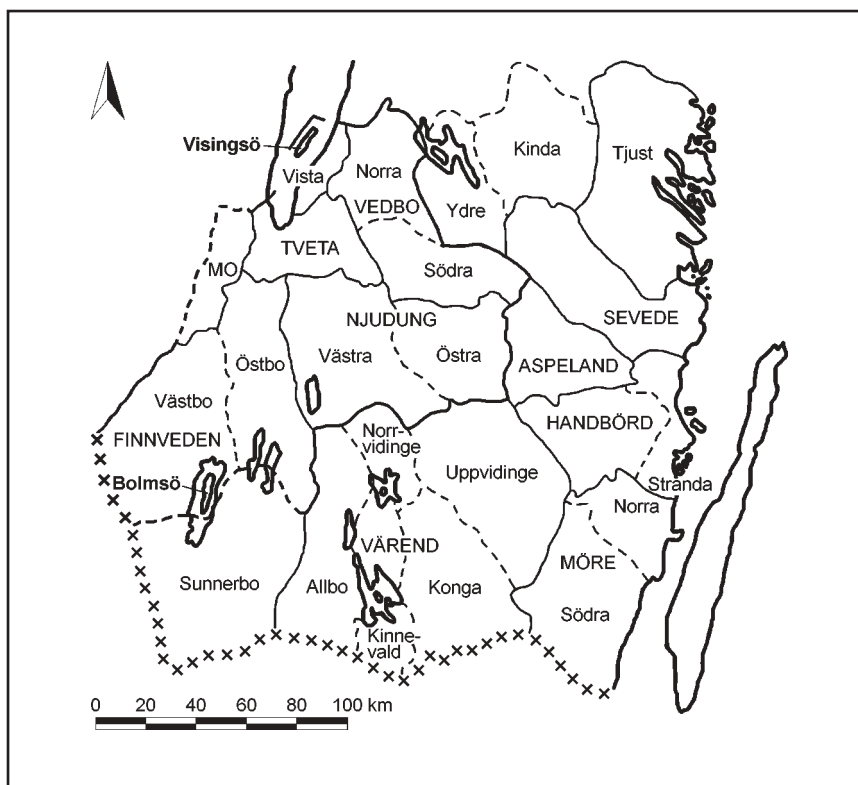 Visingsö
Vista
Norra
VEDBO
Ydre
Kinda
Tjust
MO
TVETA
Södra
NJUDUNG
Västra
Östra
SEVEDE
ASPELAND
Östbo
Västbo
FINNVEDEN
Bolmsö
Norr-
vidinge
Uppvidinge
HANDBÖRD
Stranda
Norra
MÖRE
Södra
VÄREND
Allbo
Konga
Sunnerbo
Kinne-
vald
0 20 40 60 80 100 km